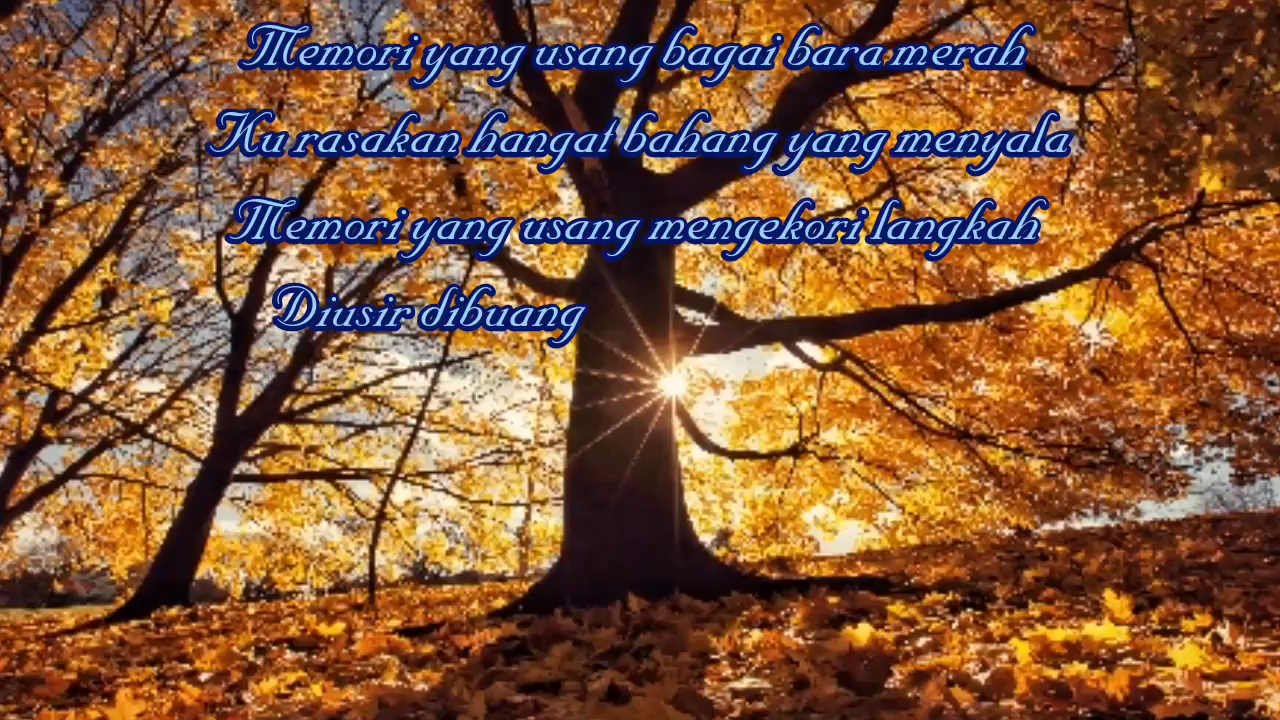 Memori yang usang bagai bara merah
Ku rasakan hangat bahang yang menyala
Memori yang usang mengekori langkah
Diusir dibuang